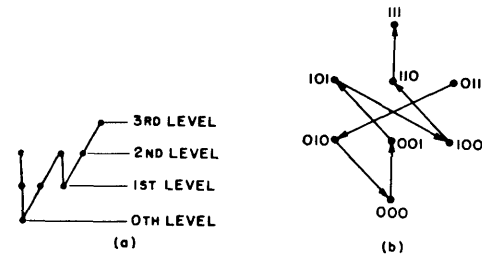 3RD LEVEL
2ND LEVEL
1ST LEVEL
0TH LEVEL
(a)
111
101
110
011
010
001
100
000
(b)